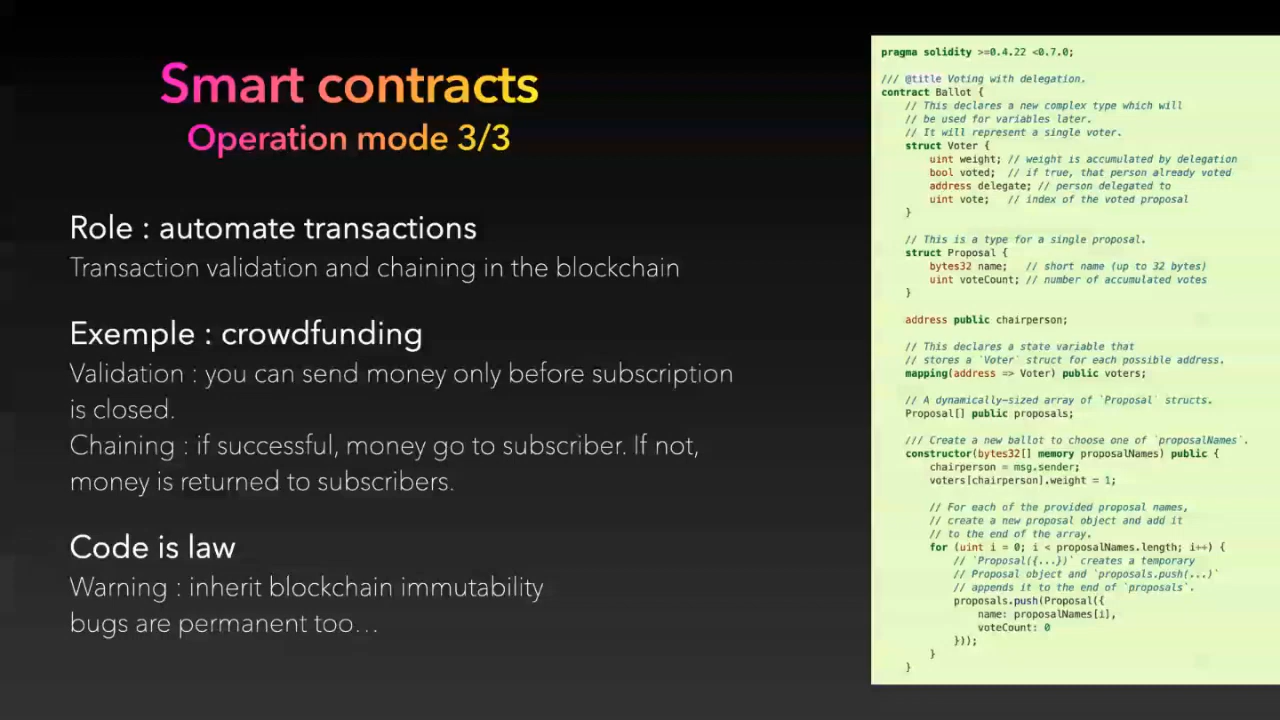 Smart contracts
Operation mode 3/3
Role : automate transactions
Transaction validation and chaining in the blockchain
Exemple : crowdfunding
Validation : you can send money only before subscription
is closed.
Chaining : if successful, money go to subscriber. If not,
money is returned to subscribers.
Code is law
Warning : inherit blockchain immutability
bugs are permanent too…
pragma solidity >=0.4.22 <0.7.0;
/// @title Voting with delegation.
contract Ballot {
// This declares a new complex type which will
// be used for variables later.
// It will represent a single voter.
struct Voter {
uint weight; // weight is accumulated by delegation
bool voted;  // if true, that person already voted
address delegate; // person delegated to
uint vote;   // index of the voted proposal
}
// This is a type for a single proposal.
struct Proposal {
bytes32 name;   // short name (up to 32 bytes)
uint voteCount; // number of accumulated votes
}
address public chairperson;
// This declares a state variable that
// stores a `Voter` struct for each possible address.
mapping(address => Voter) public voters;
// A dynamically-sized array of `Proposal` structs.
Proposal[] public proposals;
/// Create a new ballot to choose one of `proposalNames`.
constructor(bytes32[] memory proposalNames) public {
chairperson = msg.sender;
voters[chairperson].weight = 1;
// For each of the provided proposal names,
// create a new proposal object and add it
// to the end of the array.
for (uint i = 0; i < proposalNames.length; i++) {
// `Proposal({...})` creates a temporary
// Proposal object and `proposals.push(...)`
// appends it to the end of `proposals`.
proposals.push(Proposal({
name: proposalNames[i],
voteCount: 0
}));
}
}